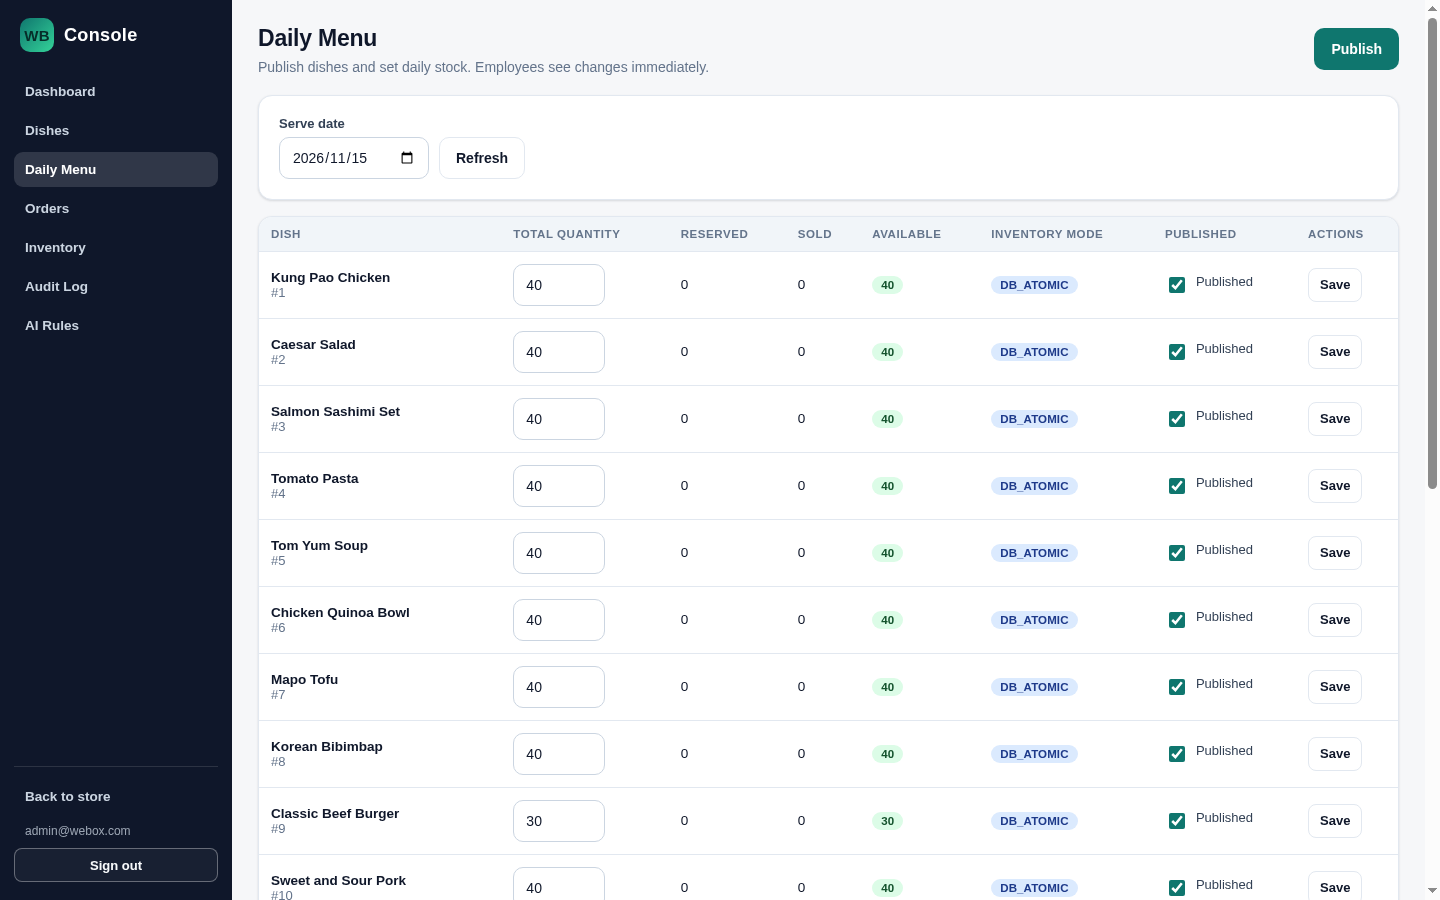 WB Console
Dashboard
Dishes
Daily Menu
Orders
Inventory
Audit Log
AI Rules
Back to store
admin@webox.com
Sign out
Daily Menu
Publish dishes and set daily stock. Employees see changes immediately.
Publish
Serve date
2026/11/15
Refresh
DISH TOTAL QUANTITY RESERVED SOLD AVAILABLE INVENTORY MODE PUBLISHED ACTIONS
Kung Pao Chicken
#1
40 0 0 40 DB_ATOMIC Published Save
Caesar Salad
#2
40 0 0 40 DB_ATOMIC Published Save
Salmon Sashimi Set
#3
40 0 0 40 DB_ATOMIC Published Save
Tomato Pasta
#4
40 0 0 40 DB_ATOMIC Published Save
Tom Yum Soup
#5
40 0 0 40 DB_ATOMIC Published Save
Chicken Quinoa Bowl
#6
40 0 0 40 DB_ATOMIC Published Save
Mapo Tofu
#7
40 0 0 40 DB_ATOMIC Published Save
Korean Bibimbap
#8
40 0 0 40 DB_ATOMIC Published Save
Classic Beef Burger
#9
30 0 0 30 DB_ATOMIC Published Save
Sweet and Sour Pork
#10
40 0 0 40 DB_ATOMIC Published Save